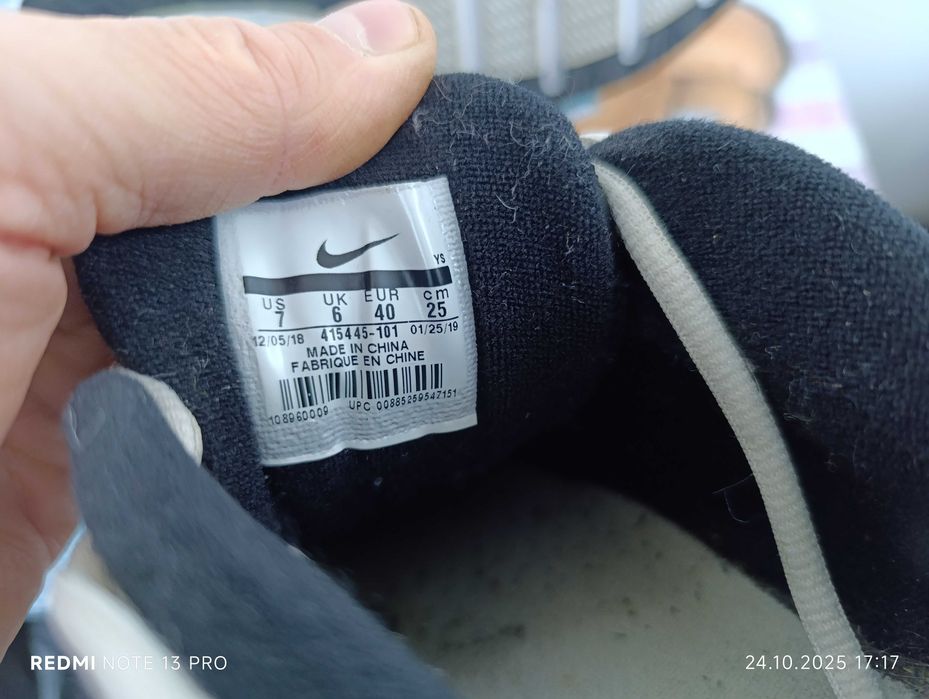 YS
US UK EUR cm
7 6 40 25
12/05/18 415445-101 01/25/19
MADE IN CHINA
FABRIQUE EN CHINE
108960009 UPC 00885259547151
REDMI NOTE 13 PRO
24.10.2025 17:17